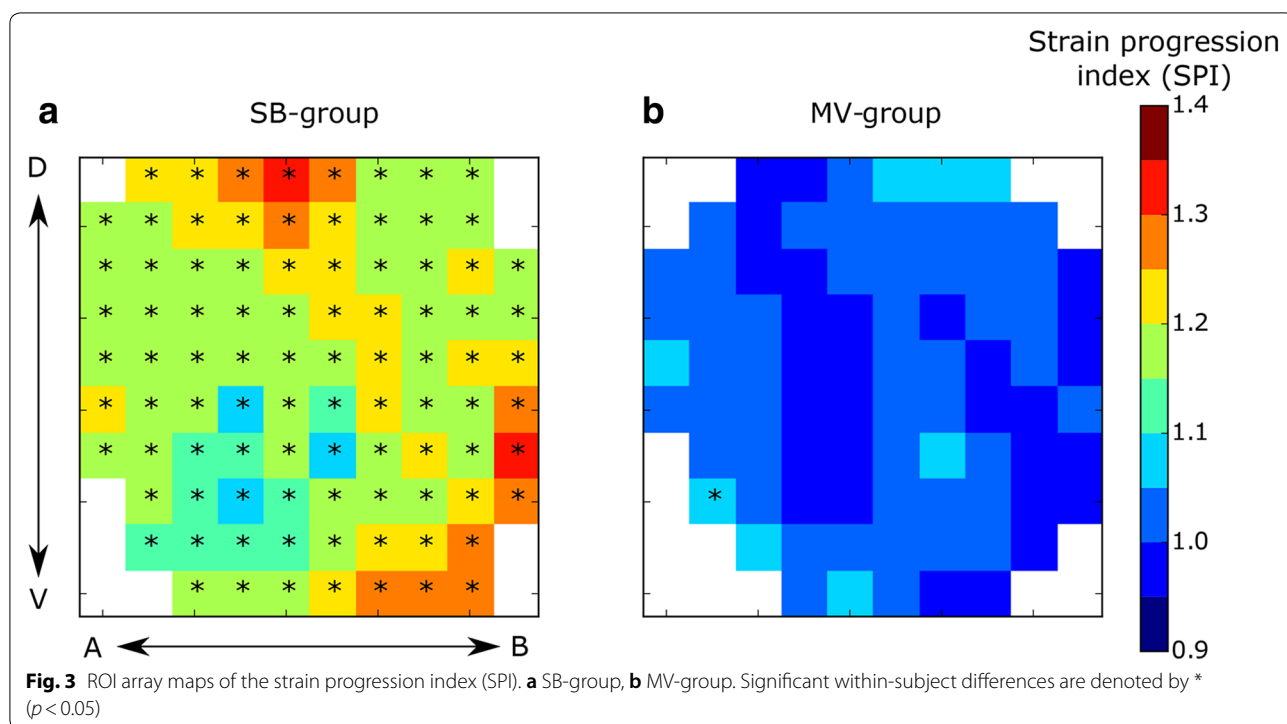 Strain progression
index (SPI)
a
SB-group
b
MV-group
D
V
A
B
* * * * * * * *
* * * * * * * * *
* * * * * * * * * *
* * * * * * * * * *
* * * * * * * * * *
* * * * * * * * * *
* * * * * * * * * *
* * * * * * * * *
* * * * * * * *
* * * * * * *
*
1.4
1.3
1.2
1.1
1.0
0.9
Fig. 3 ROI array maps of the strain progression index (SPI). a SB-group, b MV-group. Significant within-subject differences are denoted by *
(p < 0.05)